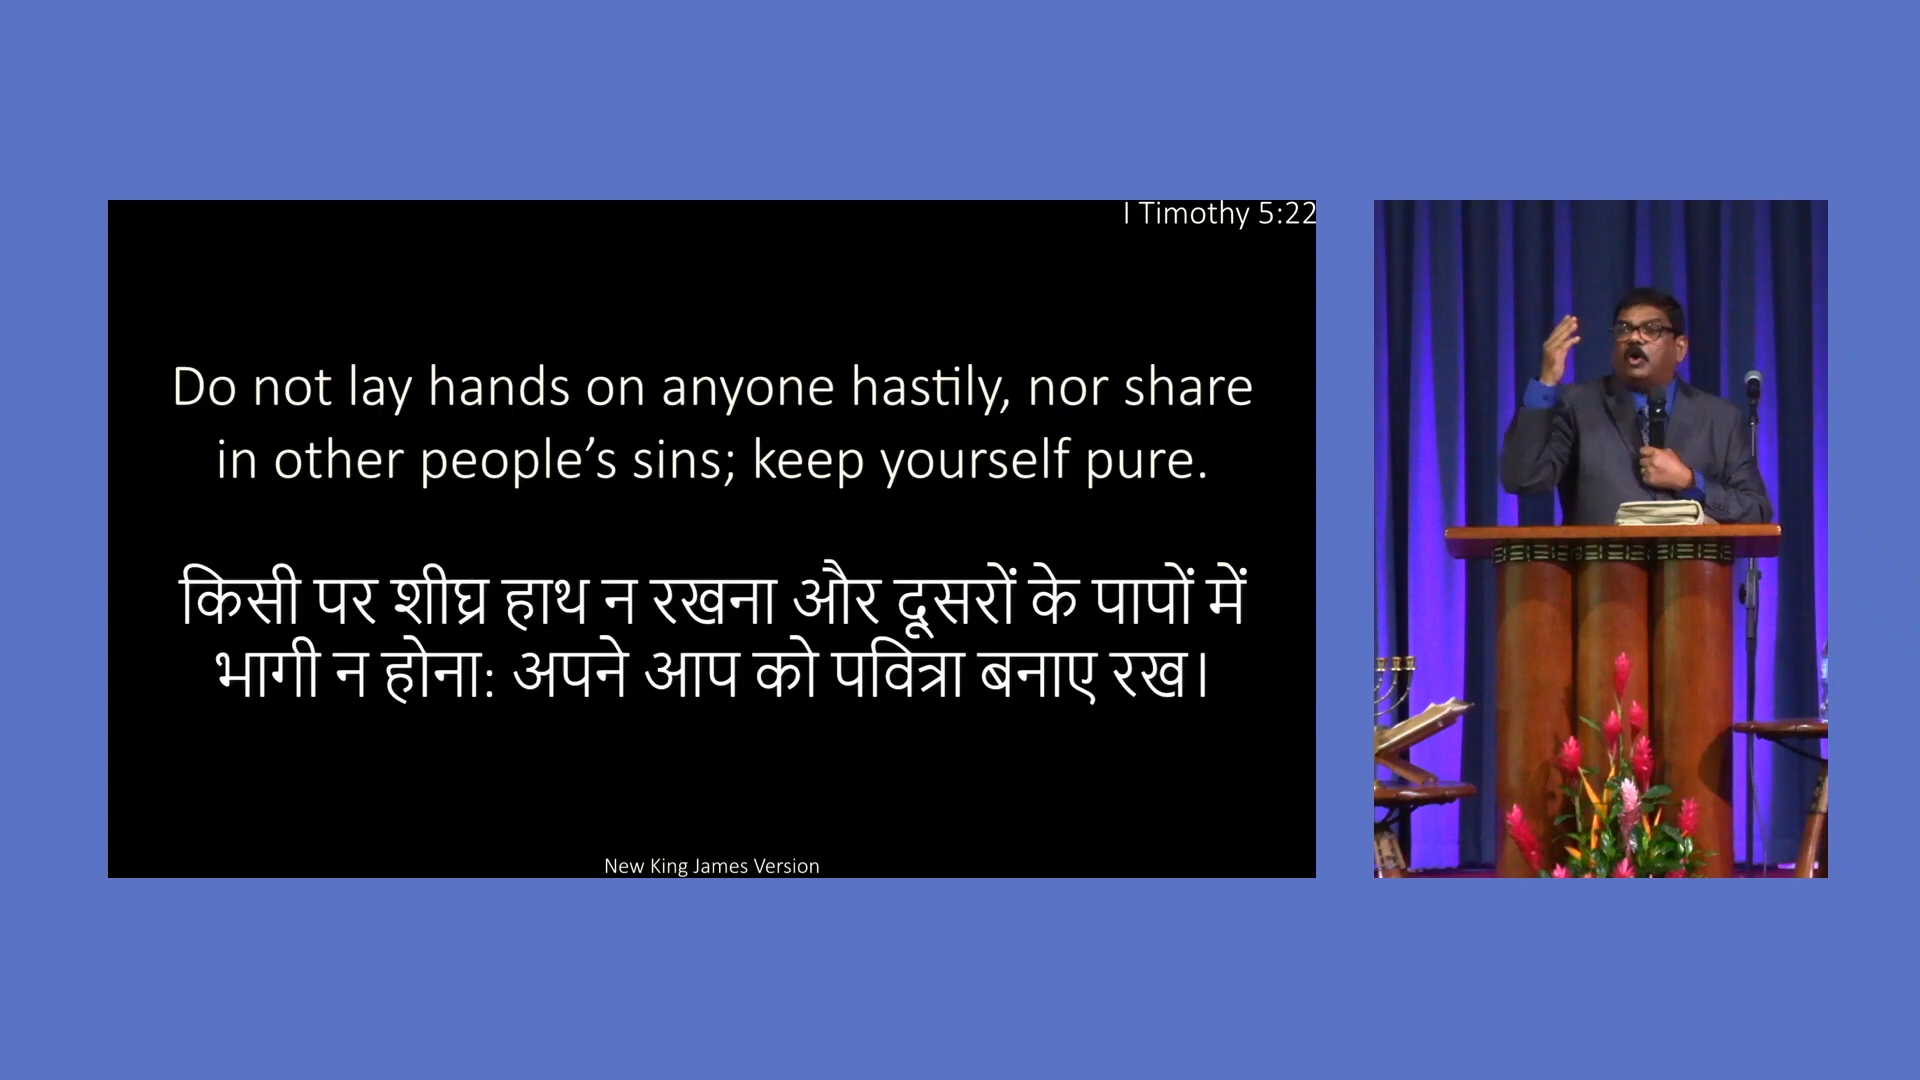 I Timothy 5:22
Do not lay hands on anyone hastily, nor share
in other people’s sins; keep yourself pure.
किसी पर शीघ्र हाथ न रखना और दूसरों के पापों में
भागी न होना: अपने आप को पवित्रा बनाए रख।
New King James Version